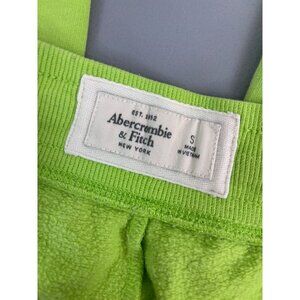 EST. 1892
Abercrombie
& Fitch
NEW YORK
S
MADE
IN VIETNAM